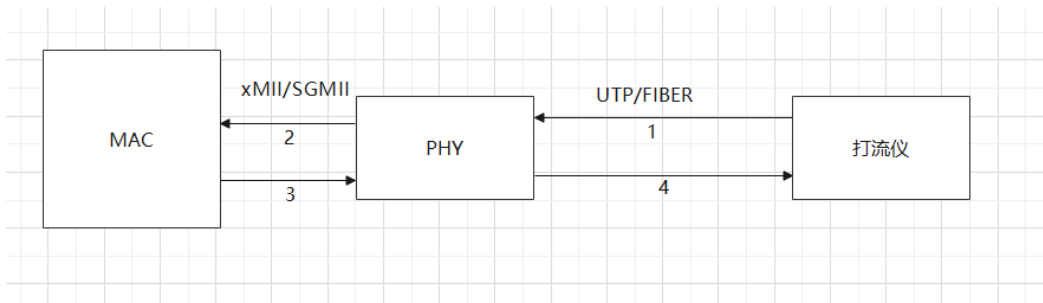 xMII/SGMII
UTP/FIBER
MAC
2
PHY
1
打流仪
3
4